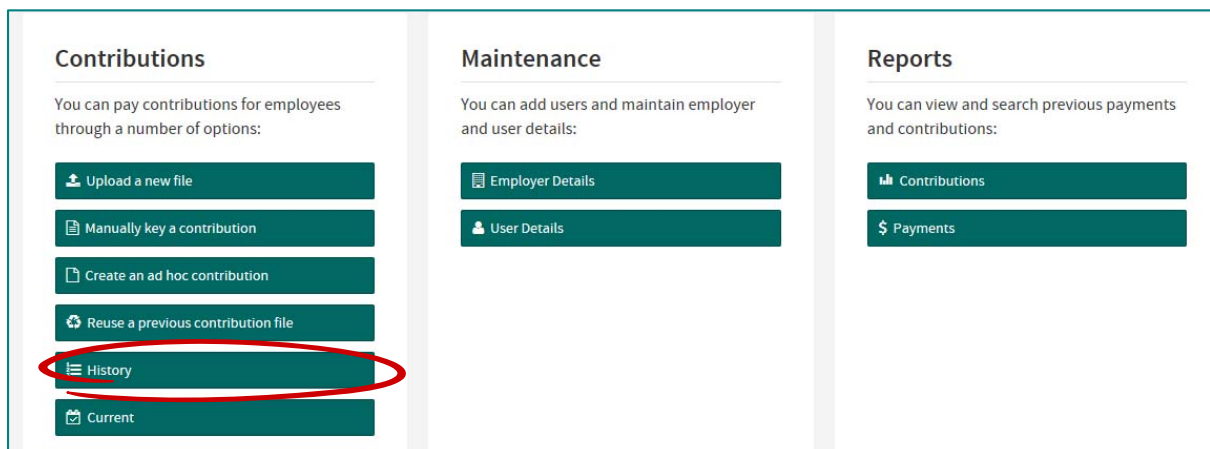 Contributions
You can pay contributions for employees
through a number of options:
Upload a new file
Manually key a contribution
Create an ad hoc contribution
Reuse a previous contribution file
History
Current
Maintenance
You can add users and maintain employer
and user details:
Employer Details
User Details
Reports
You can view and search previous payments
and contributions:
Contributions
$ Payments